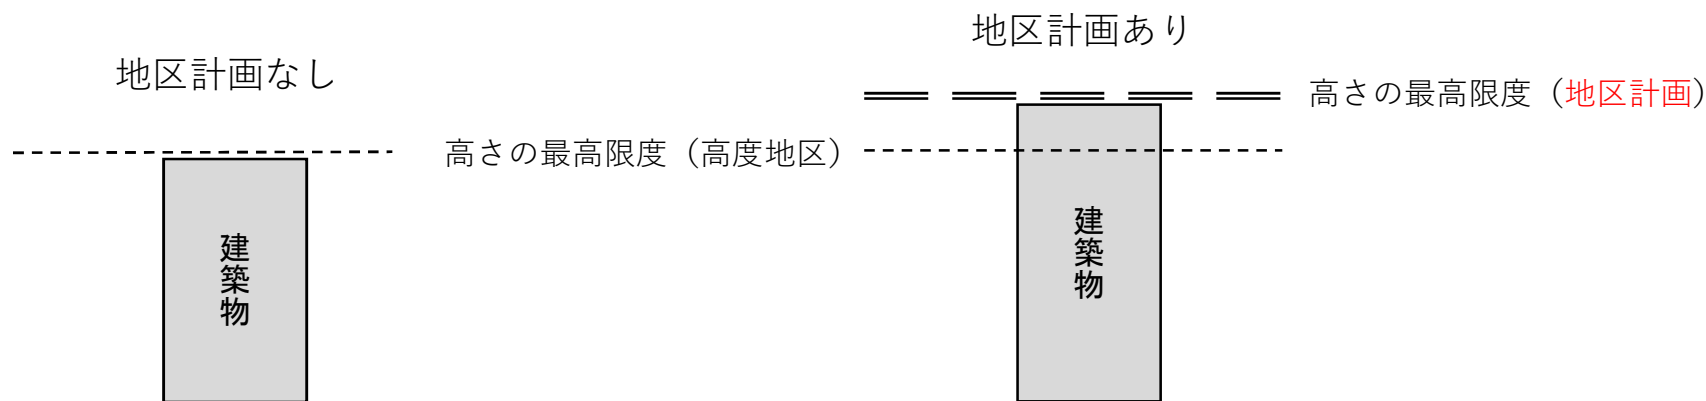 地区計画なし
地区計画あり
高さの最高限度（地区計画）
高さの最高限度（高度地区）
建築物
建築物